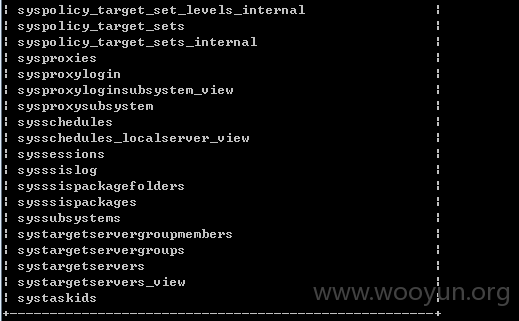 | syspolicy_target_set_levels_internal |
| syspolicy_target_sets |
| syspolicy_target_sets_internal |
| sysproxies |
| sysproxylogin |
| sysproxyloginsubsystem_view |
| sysproxysubsystem |
| sysschedules |
| sysschedules_localserver_view |
| syssessions |
| sysssislog |
| sysssispackagefolders |
| sysssispackages |
| syssubsystems |
| systargetservergroupmembers |
| systargetservergroups |
| systargetservers |
| systargetservers_view |
| systaskids |
www.wooyun.org